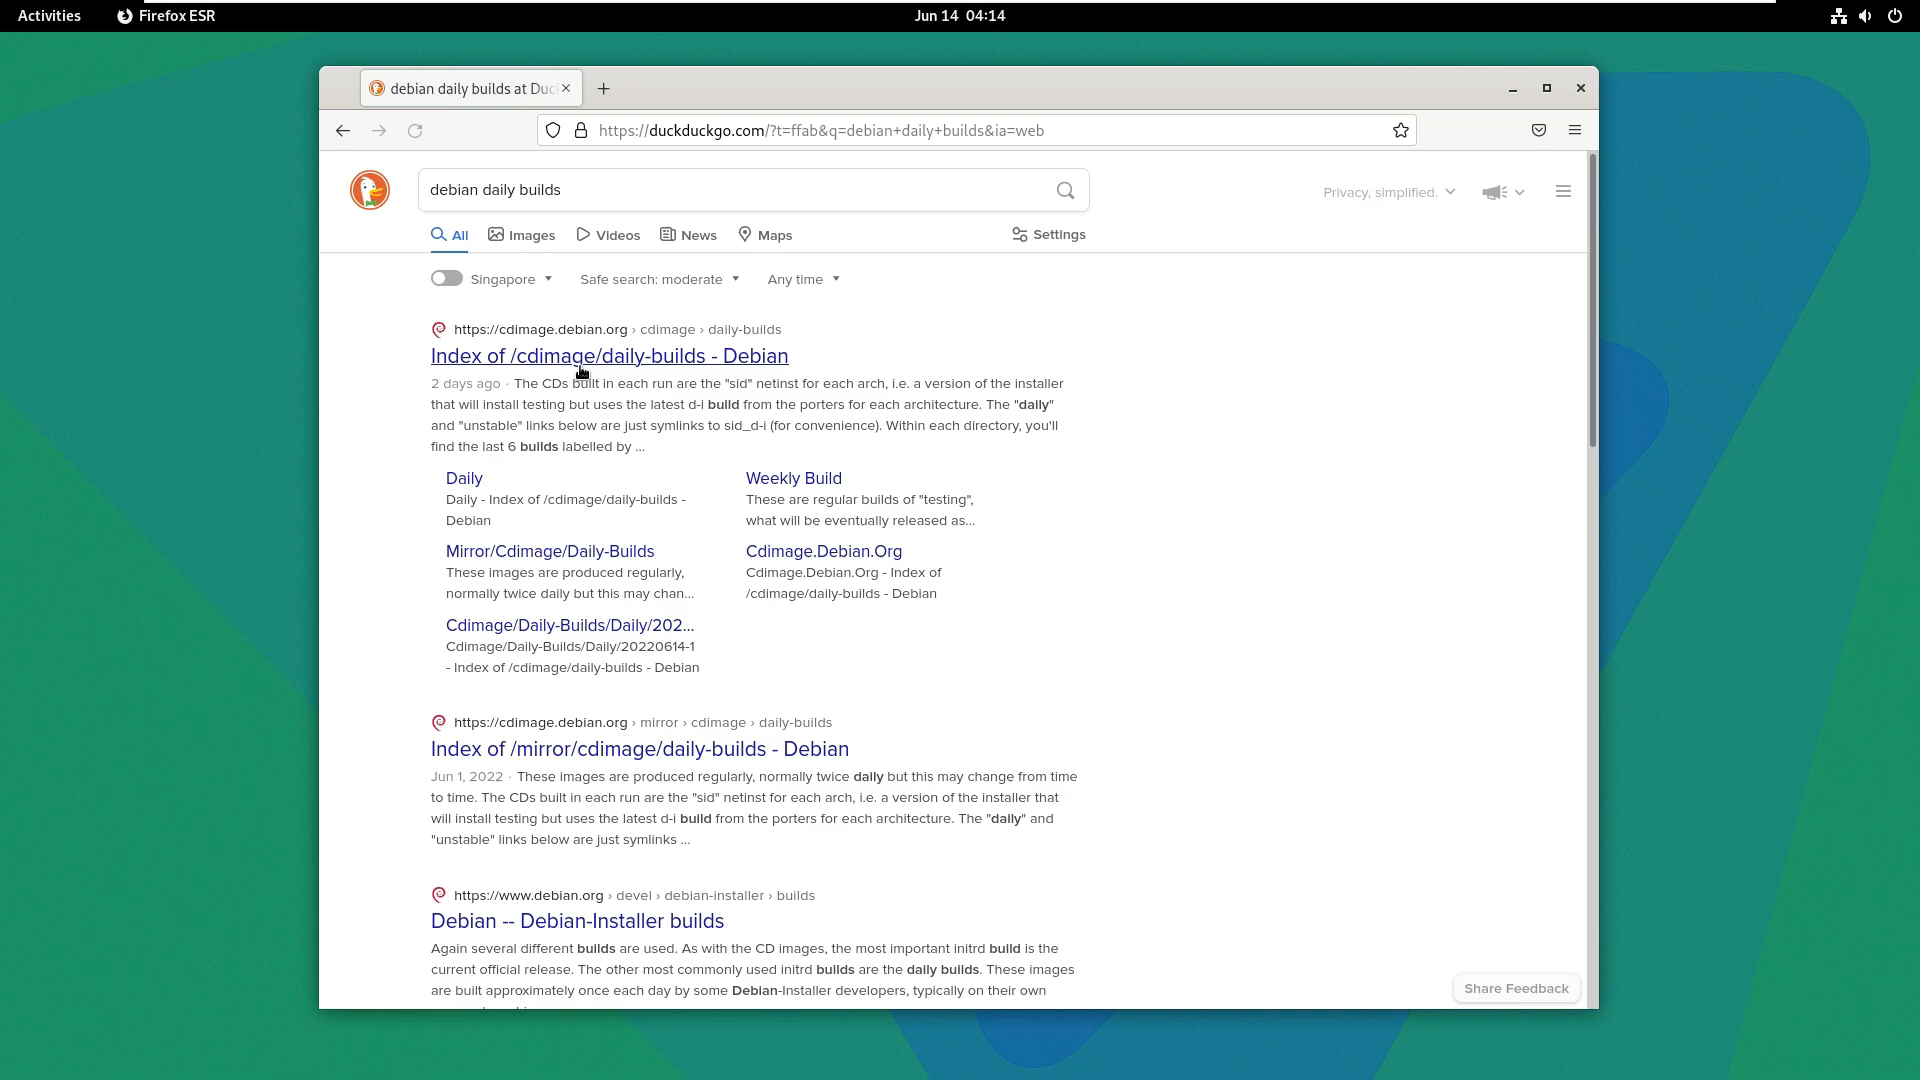 Activities Firefox ESR Jun 14 04:14
debian daily builds at Duc
https://duckduckgo.com/?t=ffab&q=debian+daily+builds&ia=web
debian daily builds
Privacy, simplified.
All Images Videos News Maps Settings
Singapore Safe search: moderate Any time
https://cdimage.debian.org › cdimage › daily-builds
Index of /cdimage/daily-builds - Debian
2 days ago · The CDs built in each run are the "sid" netinst for each arch, i.e. a version of the installer
that will install testing but uses the latest d-i build from the porters for each architecture. The "daily"
and "unstable" links below are just symlinks to sid_d-i (for convenience). Within each directory, you'll
find the last 6 builds labelled by ...
Daily
Daily - Index of /cdimage/daily-builds -
Debian
Weekly Build
These are regular builds of "testing",
what will be eventually released as...
Mirror/Cdimage/Daily-Builds
These images are produced regularly,
normally twice daily but this may chan...
Cdimage.Debian.Org
Cdimage.Debian.Org - Index of
/cdimage/daily-builds - Debian
Cdimage/Daily-Builds/Daily/202...
Cdimage/Daily-Builds/Daily/20220614-1
- Index of /cdimage/daily-builds - Debian
https://cdimage.debian.org › mirror › cdimage › daily-builds
Index of /mirror/cdimage/daily-builds - Debian
Jun 1, 2022 · These images are produced regularly, normally twice daily but this may change from time
to time. The CDs built in each run are the "sid" netinst for each arch, i.e. a version of the installer that
will install testing but uses the latest d-i build from the porters for each architecture. The "daily" and
"unstable" links below are just symlinks ...
https://www.debian.org › devel › debian-installer › builds
Debian -- Debian-Installer builds
Again several different builds are used. As with the CD images, the most important initrd build is the
current official release. The other most commonly used initrd builds are the daily builds. These images
are built approximately once each day by some Debian-Installer developers, typically on their own
Share Feedback